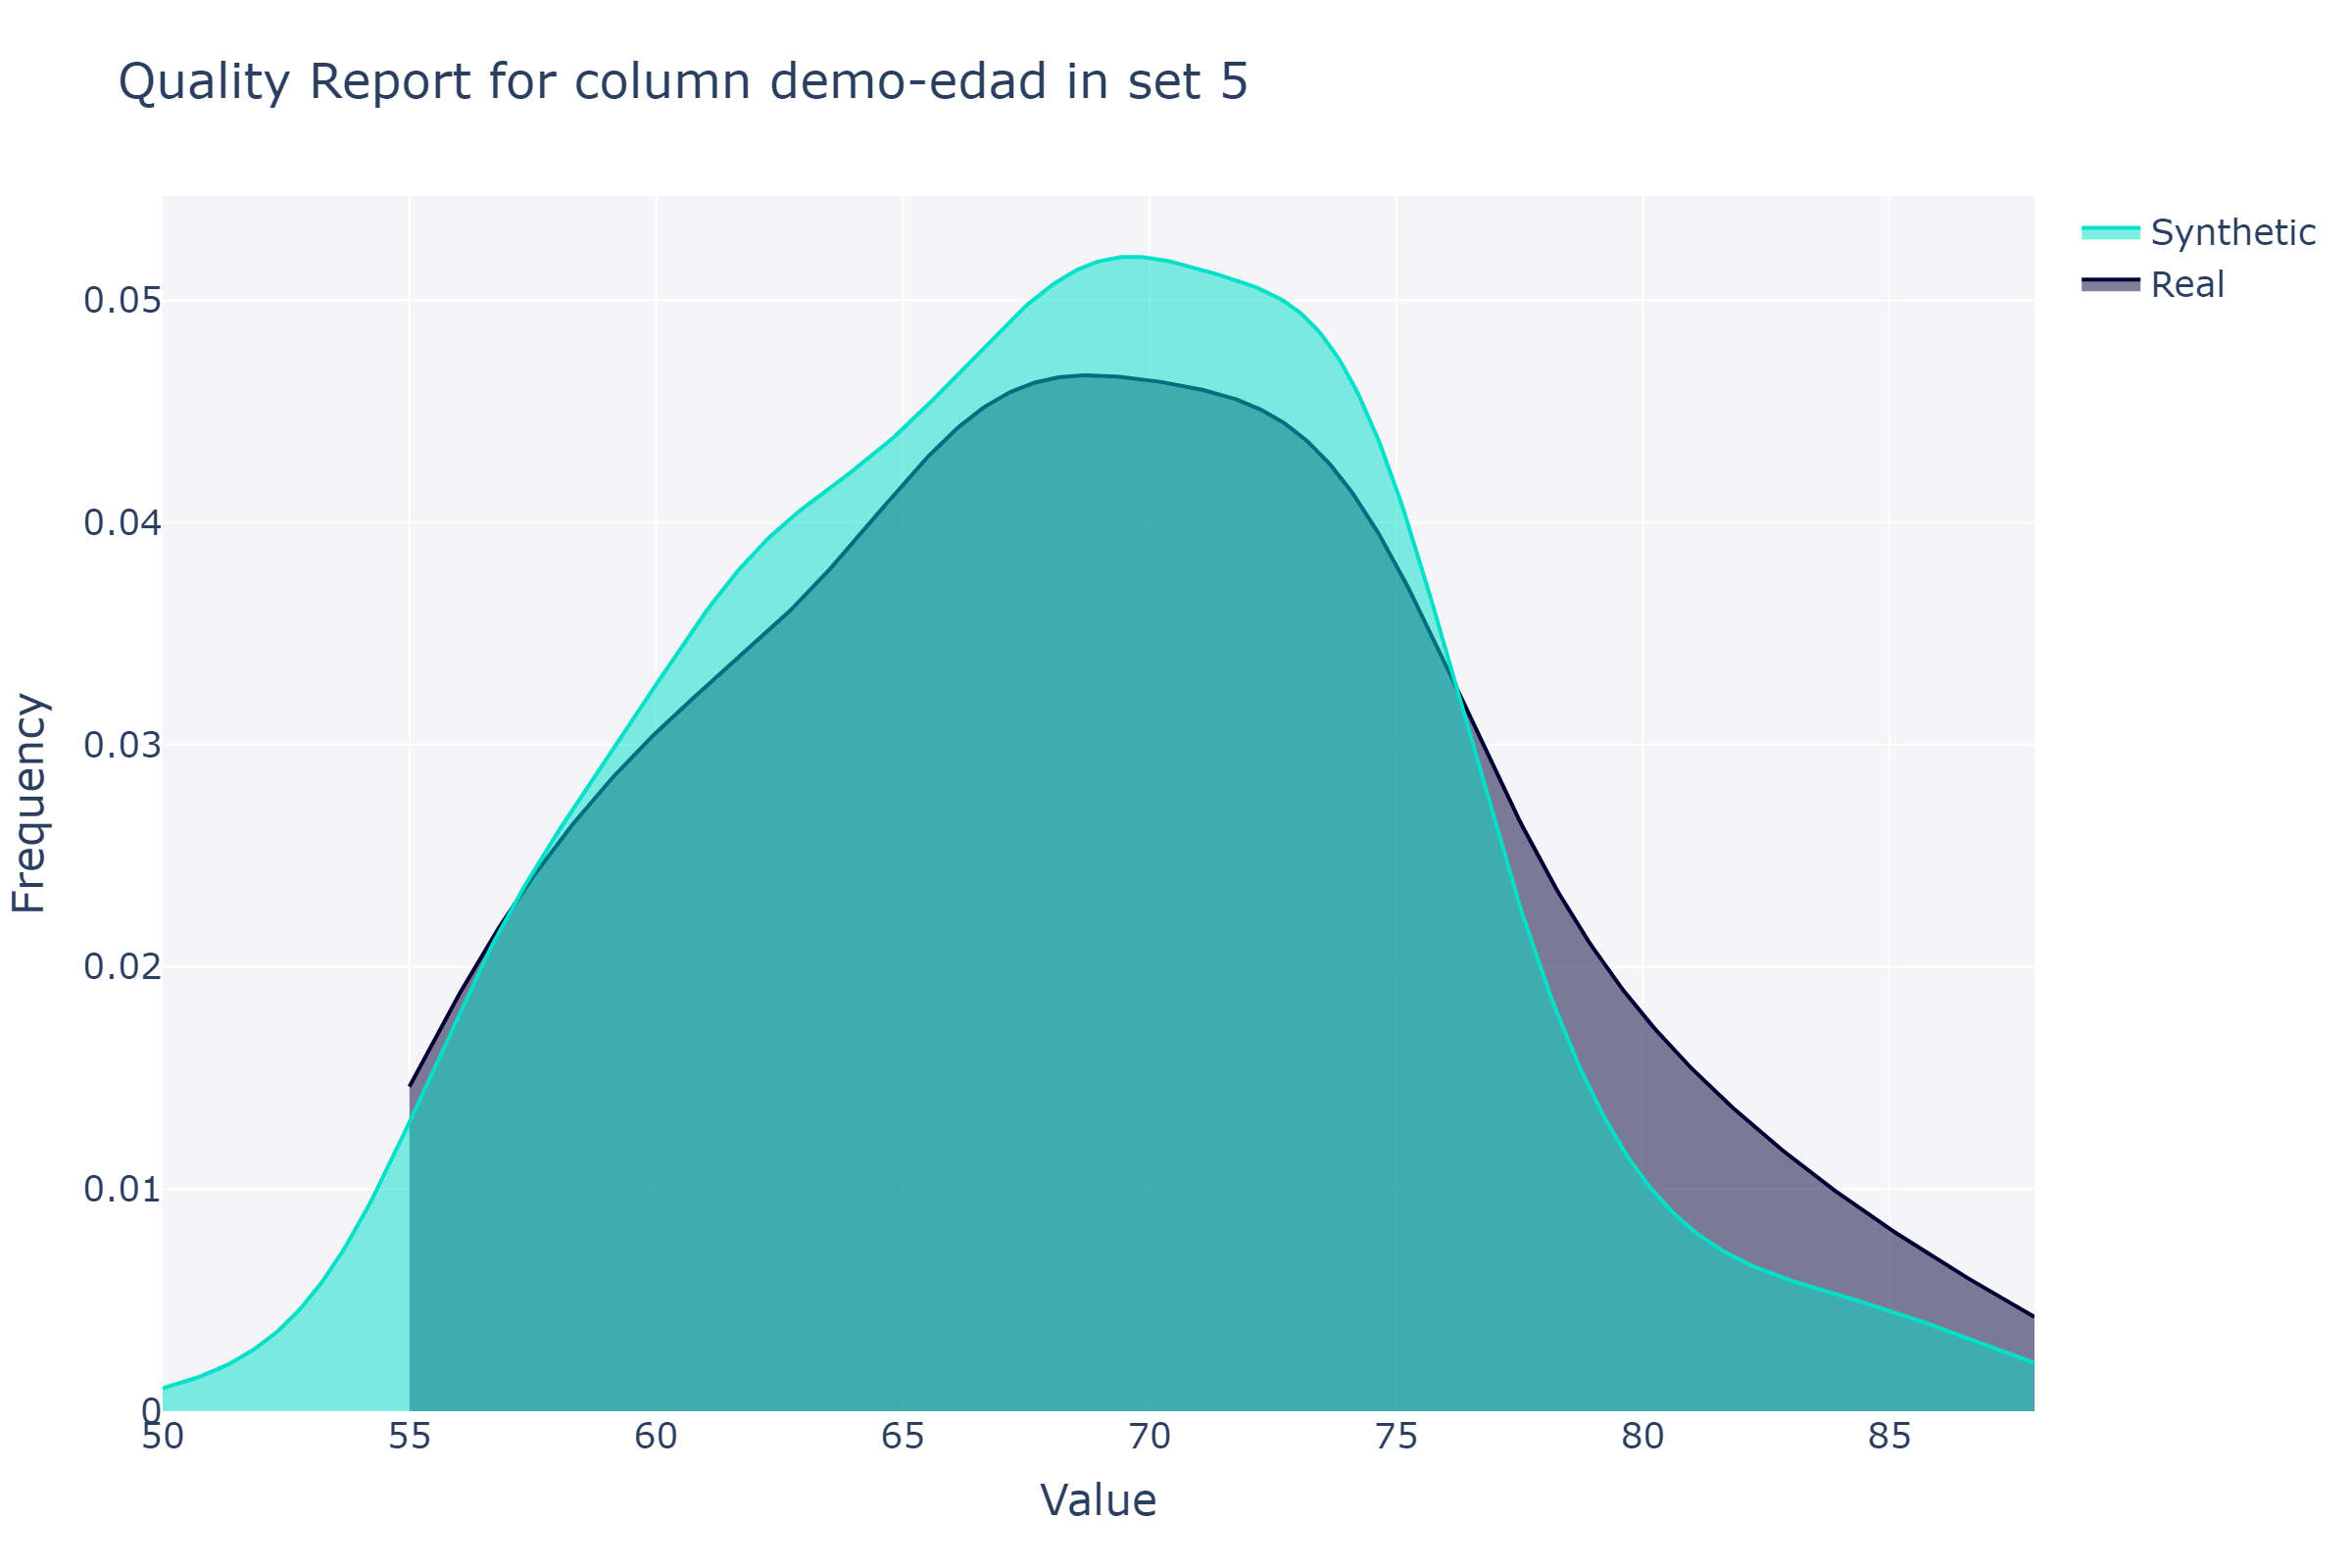 Quality Report for column demo-edad in set 5
Synthetic
Real
Frequency
0.05
0.04
0.03
0.02
0.01
0
50 55 60 65 70 75 80 85
Value